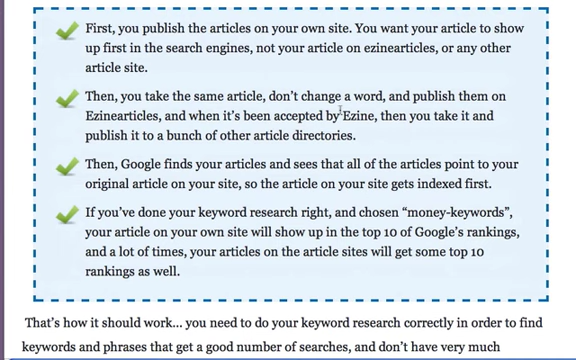 First, you publish the articles on your own site. You want your article to show
up first in the search engines, not your article on ezinearticles, or any other
article site.
Then, you take the same article, don't change a word, and publish them on
Ezinearticles, and when it's been accepted by Ezine, then you take it and
publish it to a bunch of other article directories.
Then, Google finds your articles and sees that all of the articles point to your
original article on your site, so the article on your site gets indexed first.
If you've done your keyword research right, and chosen "money-keywords",
your article on your own site will show up in the top 10 of Google's rankings,
and a lot of times, your articles on the article sites will get some top 10
rankings as well.
That's how it should work... you need to do your keyword research correctly in order to find
keywords and phrases that get a good number of searches, and don't have very much